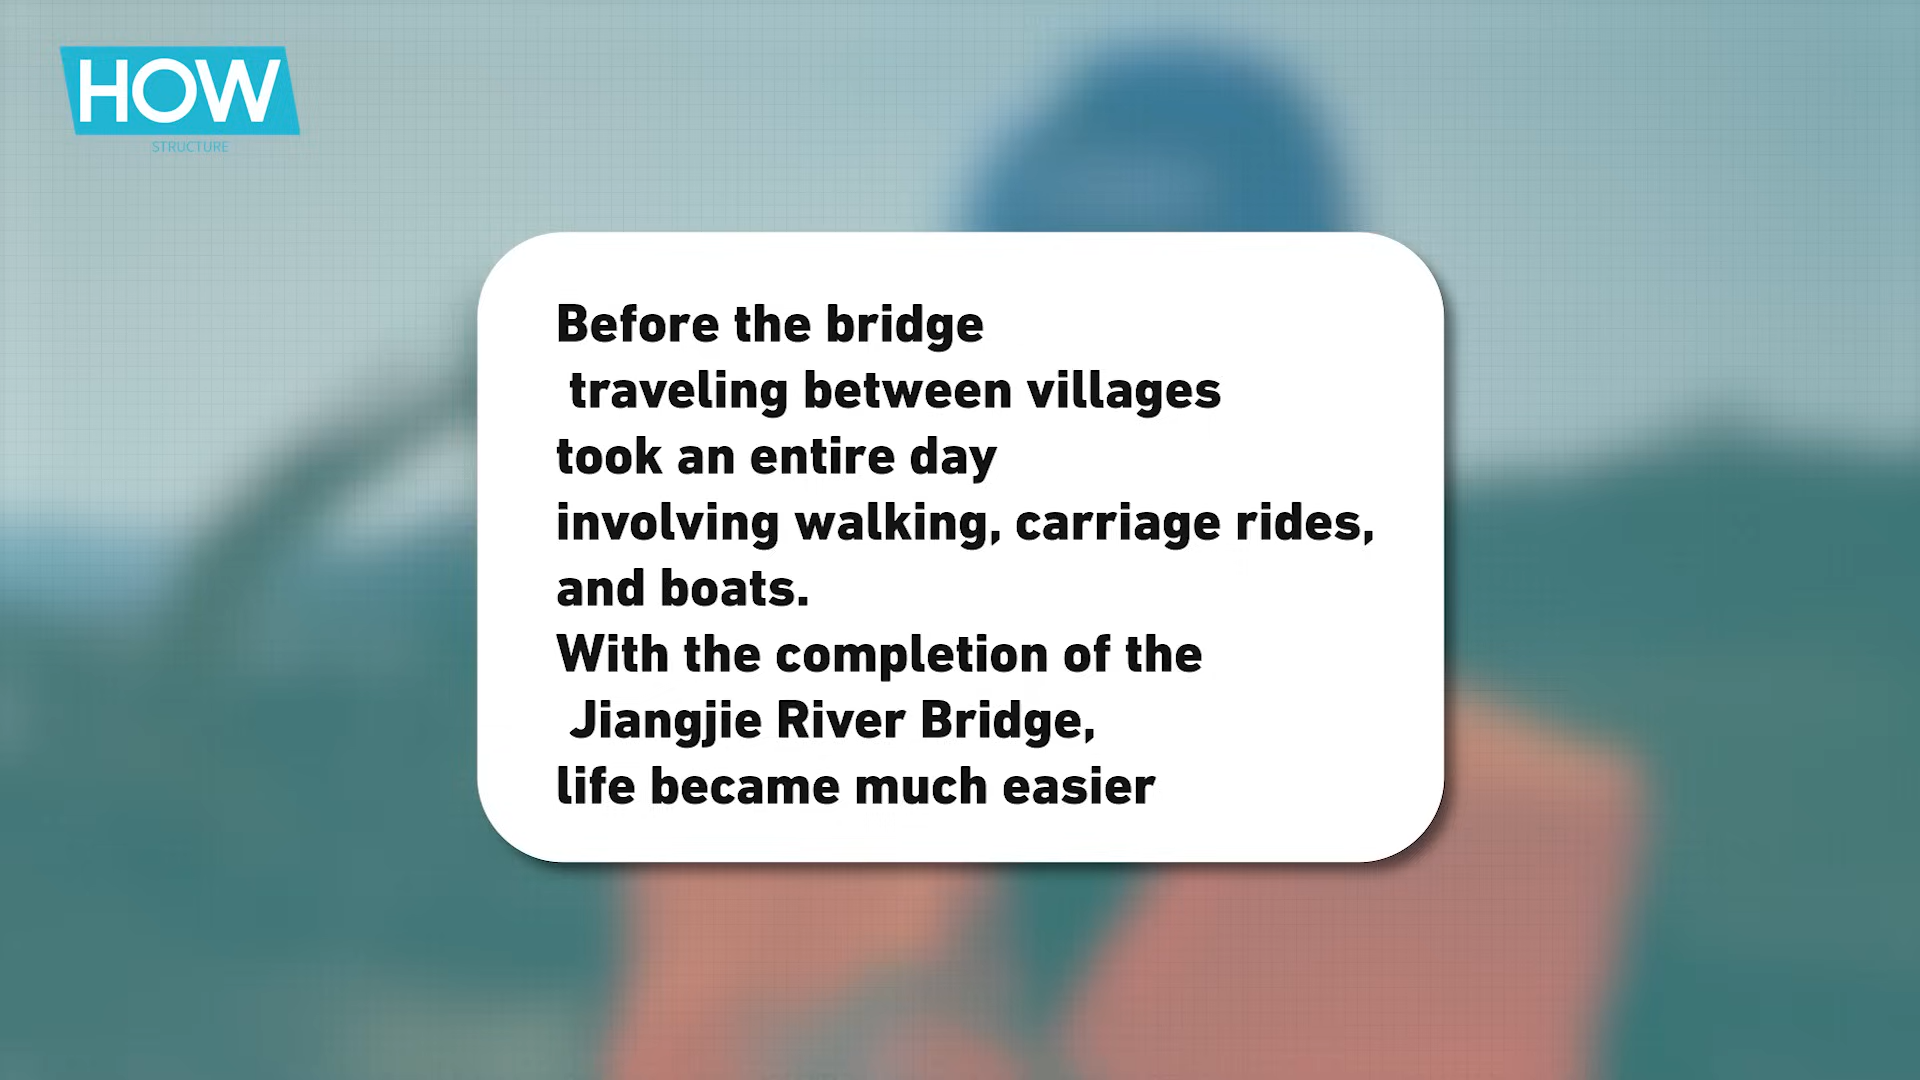 HOW
STRUCTURE
Before the bridge
traveling between villages
took an entire day
involving walking, carriage rides,
and boats.
With the completion of the
Jiangjie River Bridge,
life became much easier